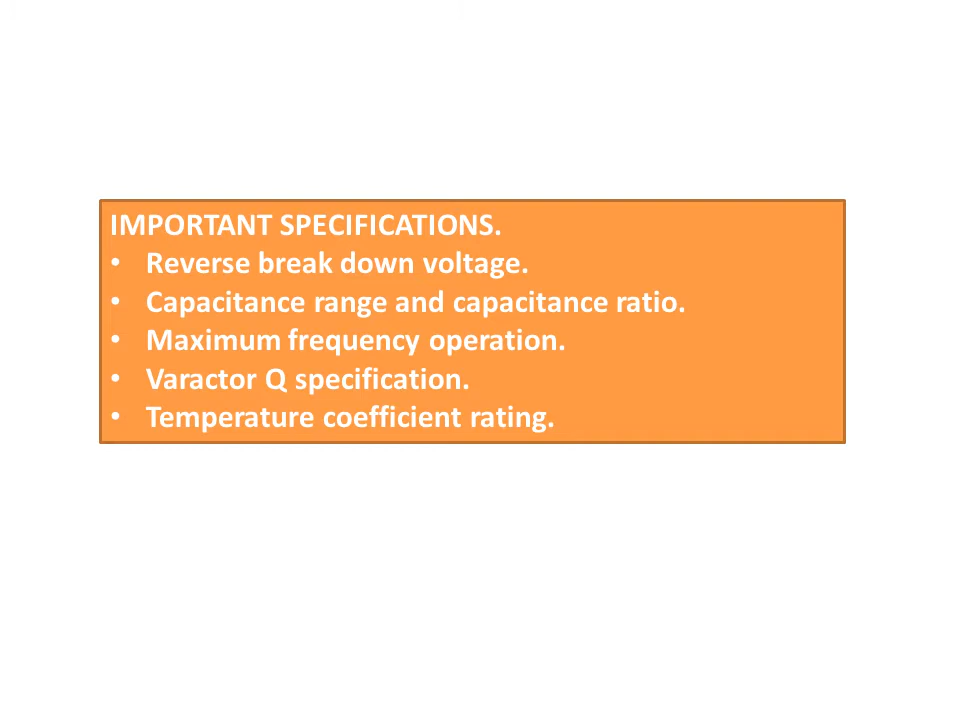 IMPORTANT SPECIFICATIONS.
• Reverse break down voltage.
• Capacitance range and capacitance ratio.
• Maximum frequency operation.
• Varactor Q specification.
• Temperature coefficient rating.